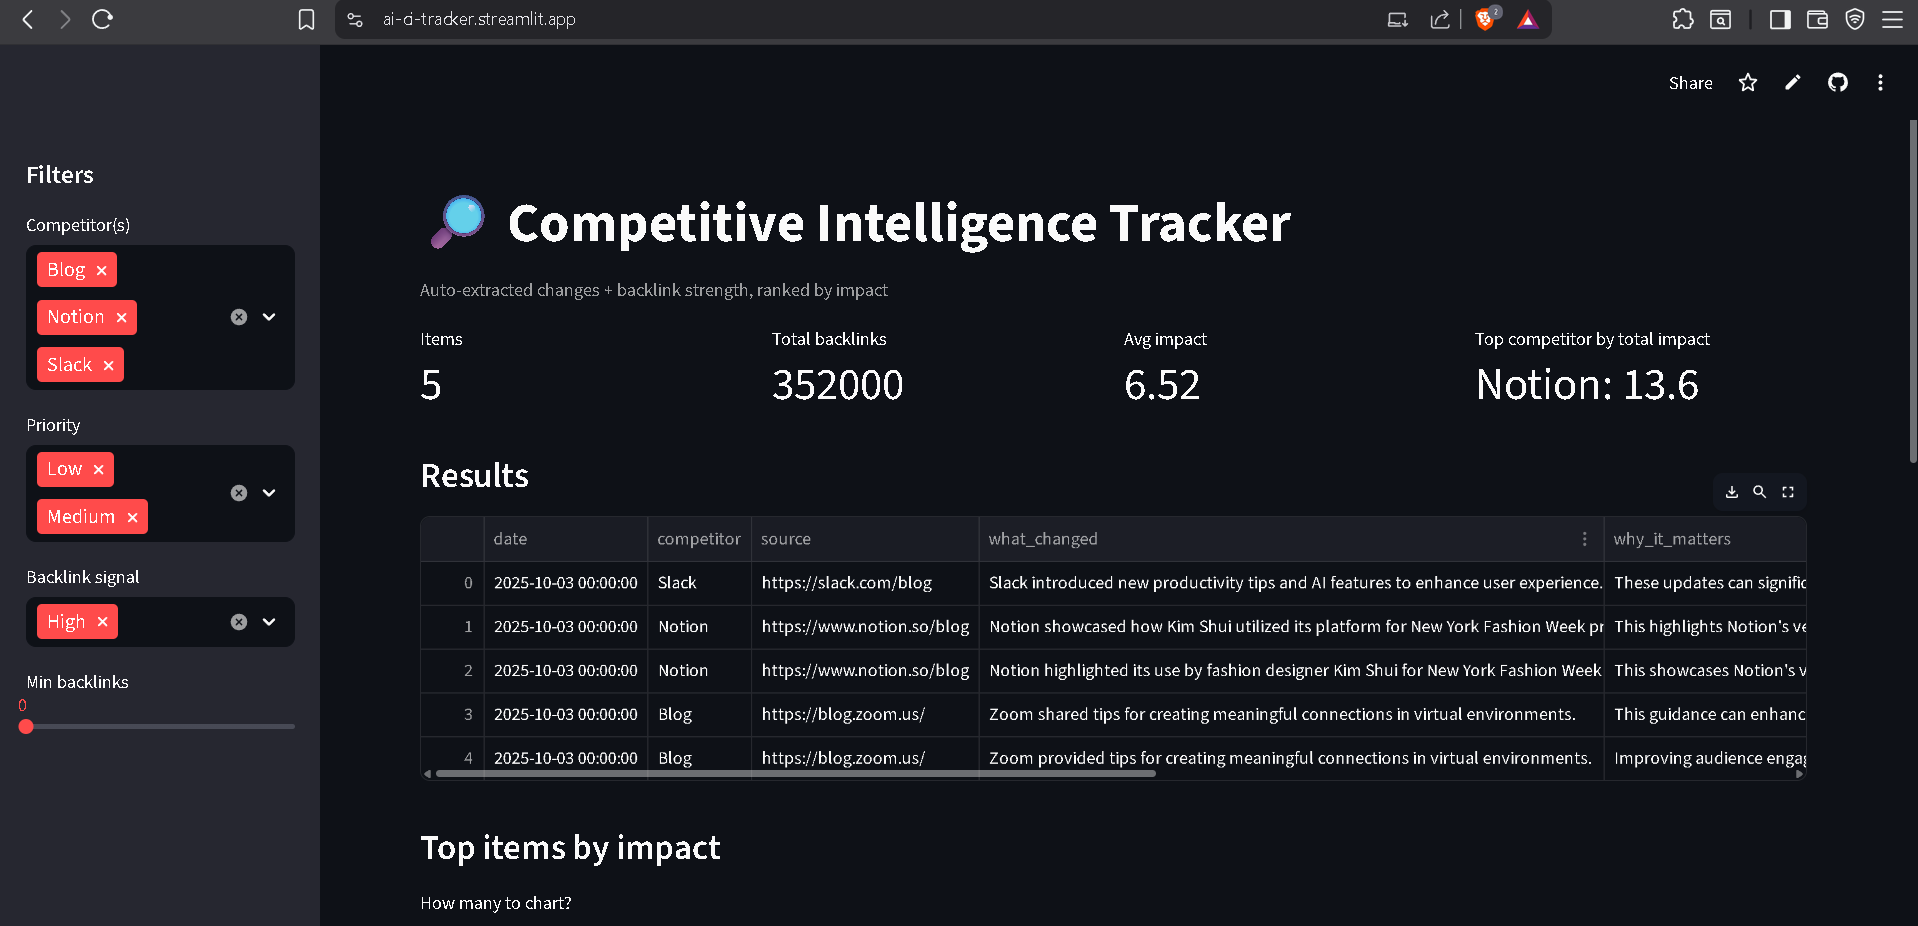 ai-ci-tracker.streamlit.app
2
Share
Filters
Competitor(s)
Blog
Notion
Slack
Priority
Low
Medium
Backlink signal
High
Min backlinks
0
Competitive Intelligence Tracker
Auto-extracted changes + backlink strength, ranked by impact
Items Total backlinks Avg impact Top competitor by total impact
5 352000 6.52 Notion: 13.6
Results
date competitor source what_changed why_it_matters
0 2025-10-03 00:00:00 Slack https://slack.com/blog Slack introduced new productivity tips and AI features to enhance user experience. These updates can signific
1 2025-10-03 00:00:00 Notion https://www.notion.so/blog Notion showcased how Kim Shui utilized its platform for New York Fashion Week pr This highlights Notion's ve
2 2025-10-03 00:00:00 Notion https://www.notion.so/blog Notion highlighted its use by fashion designer Kim Shui for New York Fashion Week This showcases Notion's v
3 2025-10-03 00:00:00 Blog https://blog.zoom.us/ Zoom shared tips for creating meaningful connections in virtual environments. This guidance can enhanc
4 2025-10-03 00:00:00 Blog https://blog.zoom.us/ Zoom provided tips for creating meaningful connections in virtual environments. Improving audience engag
Top items by impact
How many to chart?